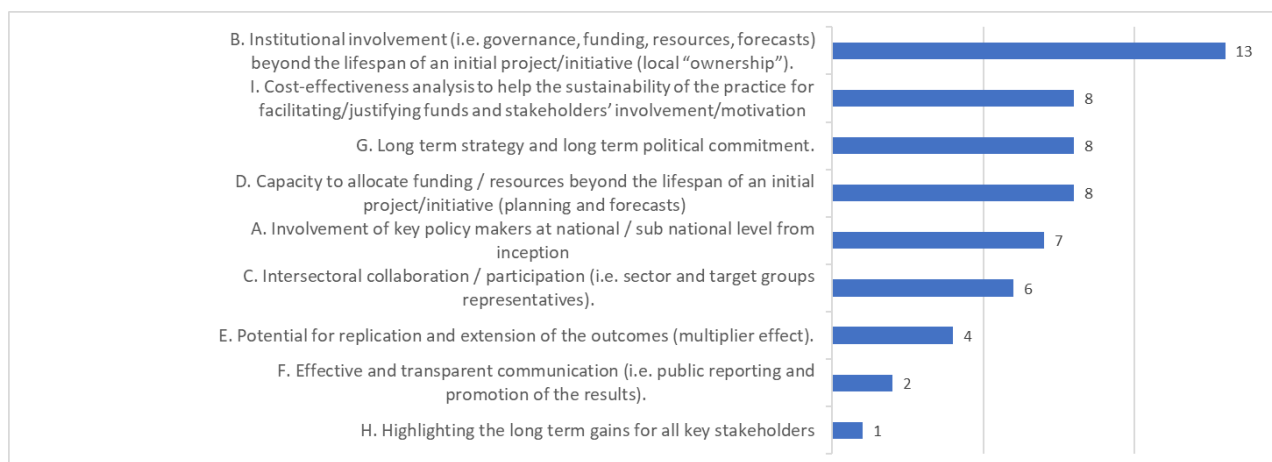 B. Institutional involvement (i.e. governance, funding, resources, forecasts)
beyond the lifespan of an initial project/initiative (local “ownership”).
13
I. Cost-effectiveness analysis to help the sustainability of the practice for
facilitating/justifying funds and stakeholders’ involvement/motivation
8
G. Long term strategy and long term political commitment.
8
D. Capacity to allocate funding / resources beyond the lifespan of an initial
project/initiative (planning and forecasts)
8
A. Involvement of key policy makers at national / sub national level from
inception
7
C. Intersectoral collaboration / participation (i.e. sector and target groups
representatives).
6
E. Potential for replication and extension of the outcomes (multiplier effect).
4
F. Effective and transparent communication (i.e. public reporting and
promotion of the results).
2
H. Highlighting the long term gains for all key stakeholders
1